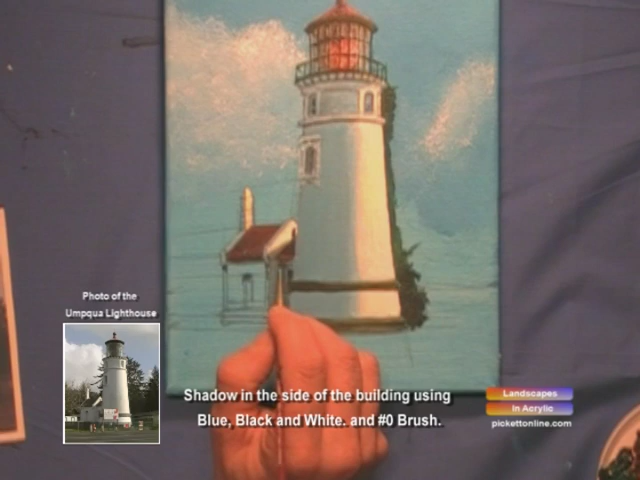 Photo of the
Umpqua Lighthouse
Shadow in the side of the building using
Blue, Black and White. and #0 Brush.
Landscapes
In Acrylic
pickettonline.com